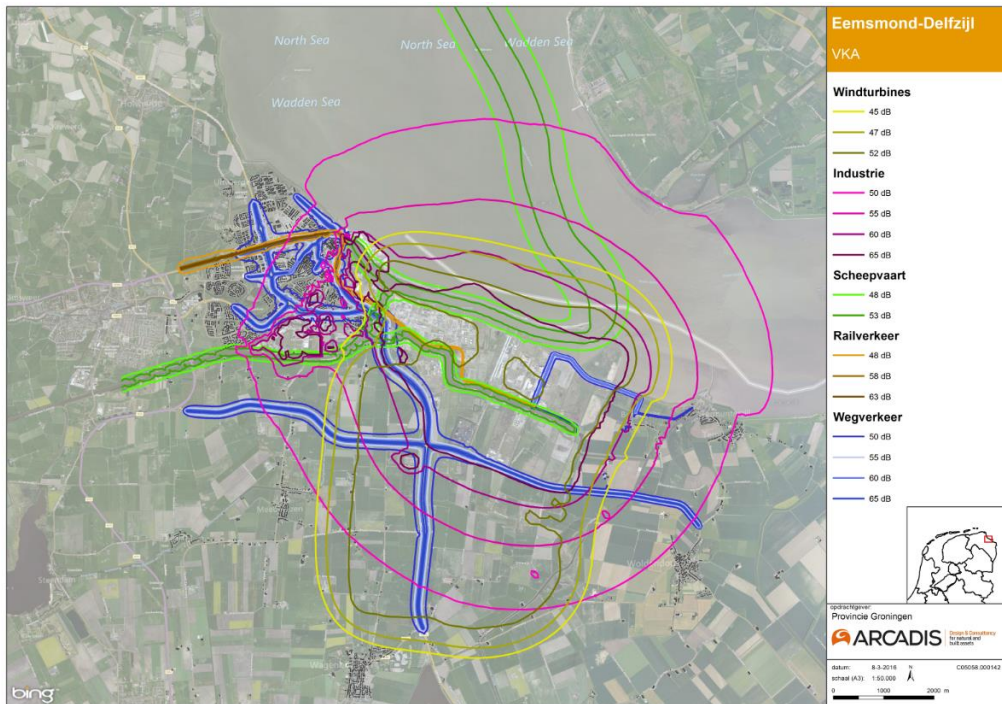 Eemsmond-Delfzijl
VKA
North Sea
North Sea
Wadden Sea
Wadden Sea
Windturbines
45 dB
47 dB
52 dB
Industrie
50 dB
55 dB
60 dB
65 dB
Scheepvaart
48 dB
53 dB
Railverkeer
48 dB
58 dB
63 dB
Wegverkeer
50 dB
55 dB
60 dB
65 dB
opdrachtgever:
Provincie Groningen
ARCADIS
Design & Consultancy
for natural and
built assets
datum: 8-3-2016 N C05058.000142
schaal (A3): 1:50.000
0 1000 2000 m
bing